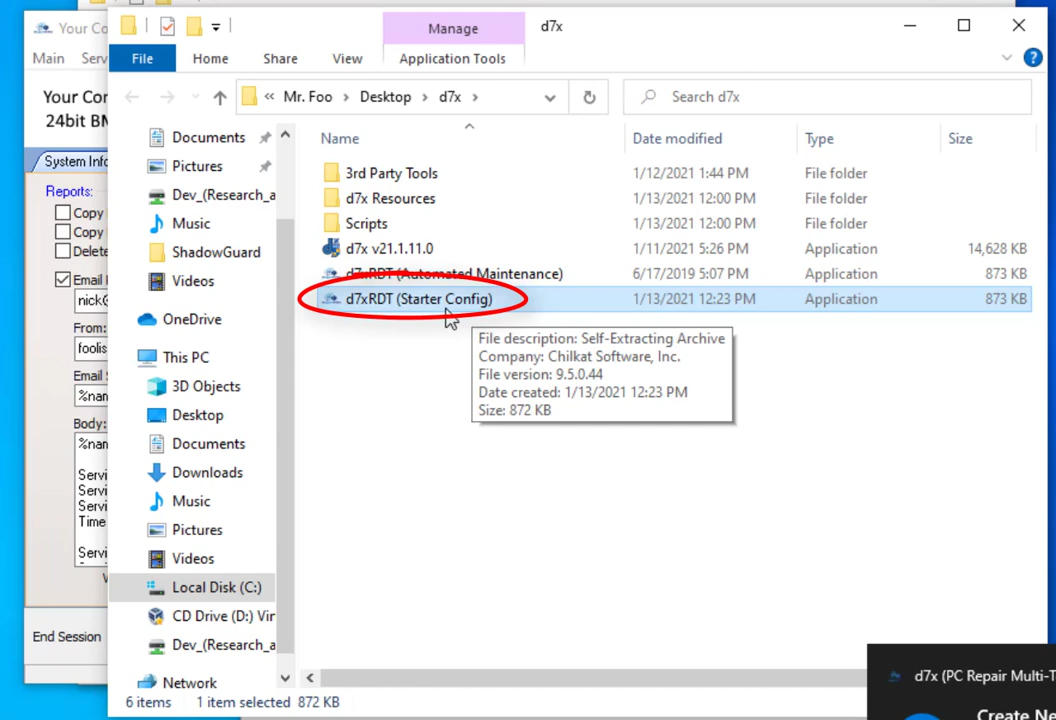 Your Co
Main Serv
Your Cor
24bit BM
System Info
Reports:
Copy
Copy
Delete
Email
nick@
From:
foolis
Email S
%nan
Body:
%nan
Servi
Servi
Servi
Time
Servi
End Session
Manage
d7x
File
Home
Share
View
Application Tools
« Mr. Foo > Desktop > d7x >
Search d7x
Documents
Pictures
Dev_(Research_a
Music
ShadowGuard
Videos
OneDrive
This PC
3D Objects
Desktop
Documents
Downloads
Music
Pictures
Videos
Local Disk (C:)
CD Drive (D:) Vir
Dev_(Research_a
Network
Name Date modified Type Size
3rd Party Tools 1/12/2021 1:44 PM File folder
d7x Resources 1/13/2021 12:00 PM File folder
Scripts 1/13/2021 12:00 PM File folder
d7x v21.1.11.0 1/11/2021 5:26 PM Application 14,628 KB
d7xRDT (Automated Maintenance) 6/17/2019 5:07 PM Application 873 KB
d7xRDT (Starter Config) 1/13/2021 12:23 PM Application 873 KB
File description: Self-Extracting Archive
Company: Chilkat Software, Inc.
File version: 9.5.0.44
Date created: 1/13/2021 12:23 PM
Size: 872 KB
6 items 1 item selected 872 KB
d7x (PC Repair Multi-T
Create Ne